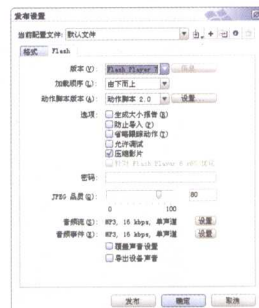 发布设置
当前配置文件: 默认文件
格式 Flash
版本(V): Flash Player 7
加载顺序(L): 由下而上
动作脚本版本(A): 动作脚本 2.0 设置
选项: 生成大小报告(R)
防止导入(P)
省略跟踪动作(T)
允许调试
压缩影片
密码:
JPEG 品质(Q): 80
0 100
音频流(S): MP3, 16 kbps, 单声道 设置
音频事件(E): MP3, 16 kbps, 单声道 设置
覆盖声音设置
导出设备声音
发布 确定 取消